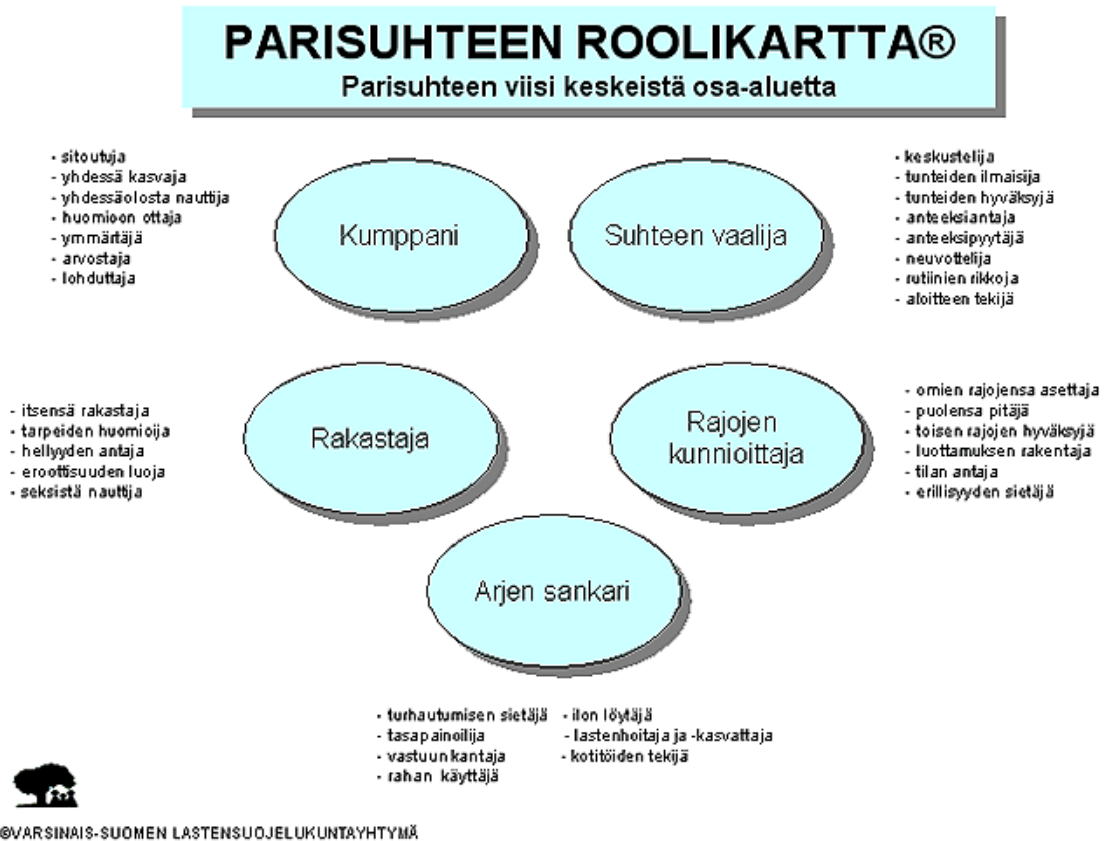 PARISUHTEEN ROOLIKARTTA®
Parisuhteen viisi keskeistä osa-aluetta
- sitoutuja
- yhdessä kasvaja
- yhdessäolosta nauttija
- huomioon ottaja
- ymmärtäjä
- arvostaja
- lohduttaja
Kumppani
Suhteen vaalija
- keskustelija
- tunteiden ilmaisija
- tunteiden hyväksyjä
- anteeksiantaja
- anteeksipyytäjä
- neuvottelija
- rutiinien rikkoja
- aloitteen tekijä
- itsensä rakastaja
- tarpeiden huomioija
- hellyyden antaja
- eroottisuuden luoja
- seksistä nauttija
Rakastaja
Rajojen
kunnioittaja
- omien rajojensa asettaja
- puolensa pitäjä
- toisen rajojen hyväksyjä
- luottamuksen rakentaja
- tilan antaja
- erillisyyden sietäjä
Arjen sankari
- turhautumisen sietäjä
- tasapainoilija
- vastuunkantaja
- rahan käyttäjä
- ilon löytäjä
- lastenhoitaja ja -kasvattaja
- kotitöiden tekijä
©VARSINAIS-SUOMEN LASTENSUOJELUKUNTAYHTYMÄ